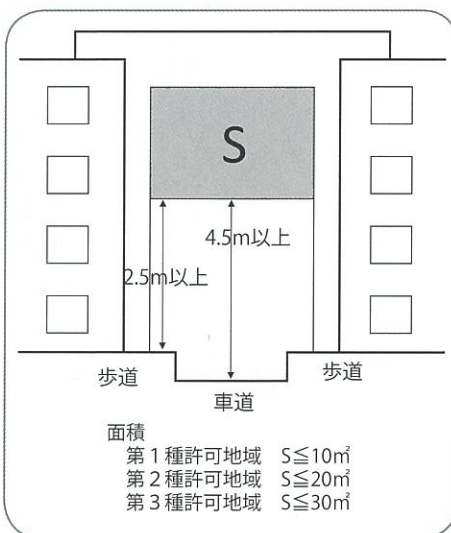 S
4.5m以上
2.5m以上
歩道
歩道
車道
面積
第1種許可地域 S≦10㎡
第2種許可地域 S≦20㎡
第3種許可地域 S≦30㎡